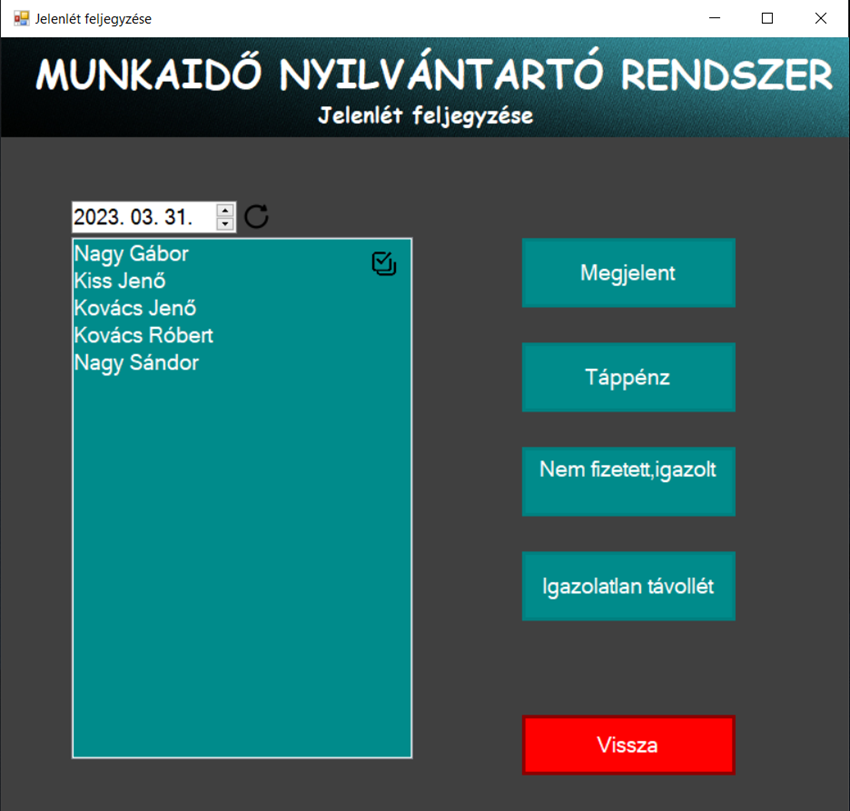 Jelenlét feljegyzése
MUNKAIDŐ NYILVÁNTARTÓ RENDSZER
Jelenlét feljegyzése
2023. 03. 31.
Nagy Gábor
Kiss Jenő
Kovács Jenő
Kovács Róbert
Nagy Sándor
Megjelent
Táppénz
Nem fizetett,igazolt
Igazolatlan távollét
Vissza